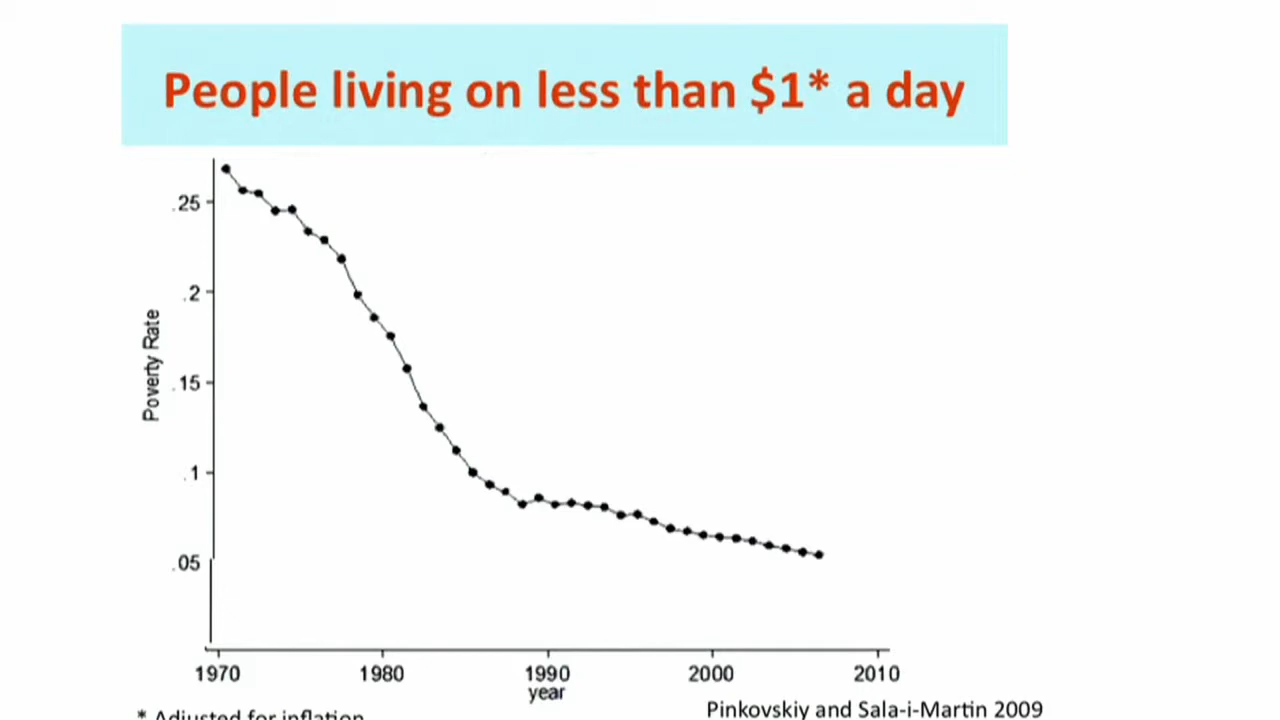 People living on less than $1* a day
.25
.2
.15
.1
.05
Poverty Rate
1970 1980 1990 2000 2010
year
* Adjusted for inflation
Pinkovskiy and Sala-i-Martin 2009